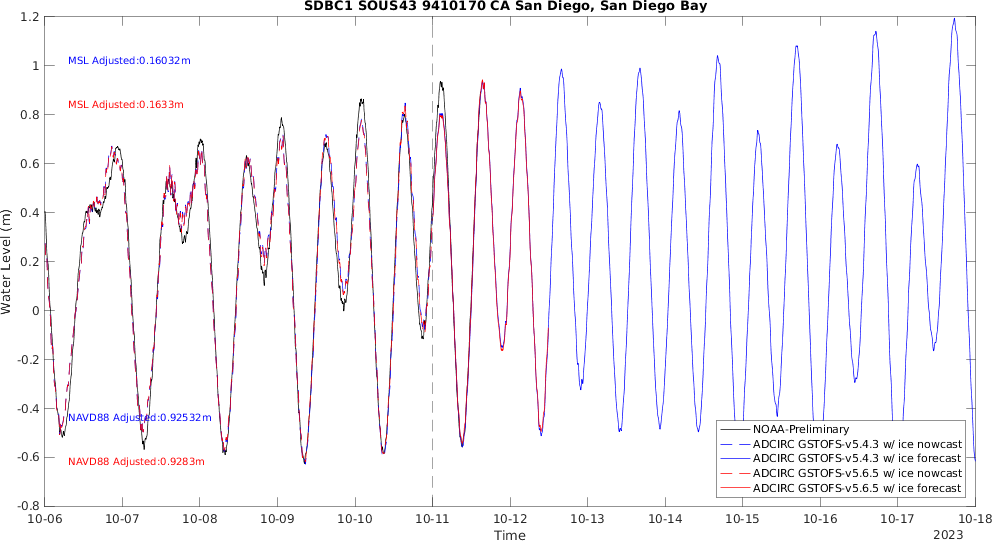 SDBC1 SOUS43 9410170 CA San Diego, San Diego Bay
1.2
1
0.8
0.6
0.4
0.2
0
-0.2
-0.4
-0.6
-0.8
Water Level (m)
MSL Adjusted:0.16032m
MSL Adjusted:0.1633m
NAVD88 Adjusted:0.92532m
NAVD88 Adjusted:0.9283m
NOAA-Preliminary
ADCIRC GSTOFS-v5.4.3 w/ ice nowcast
ADCIRC GSTOFS-v5.4.3 w/ ice forecast
ADCIRC GSTOFS-v5.6.5 w/ ice nowcast
ADCIRC GSTOFS-v5.6.5 w/ ice forecast
10-06 10-07 10-08 10-09 10-10 10-11 10-12 10-13 10-14 10-15 10-16 10-17 10-18
Time
2023